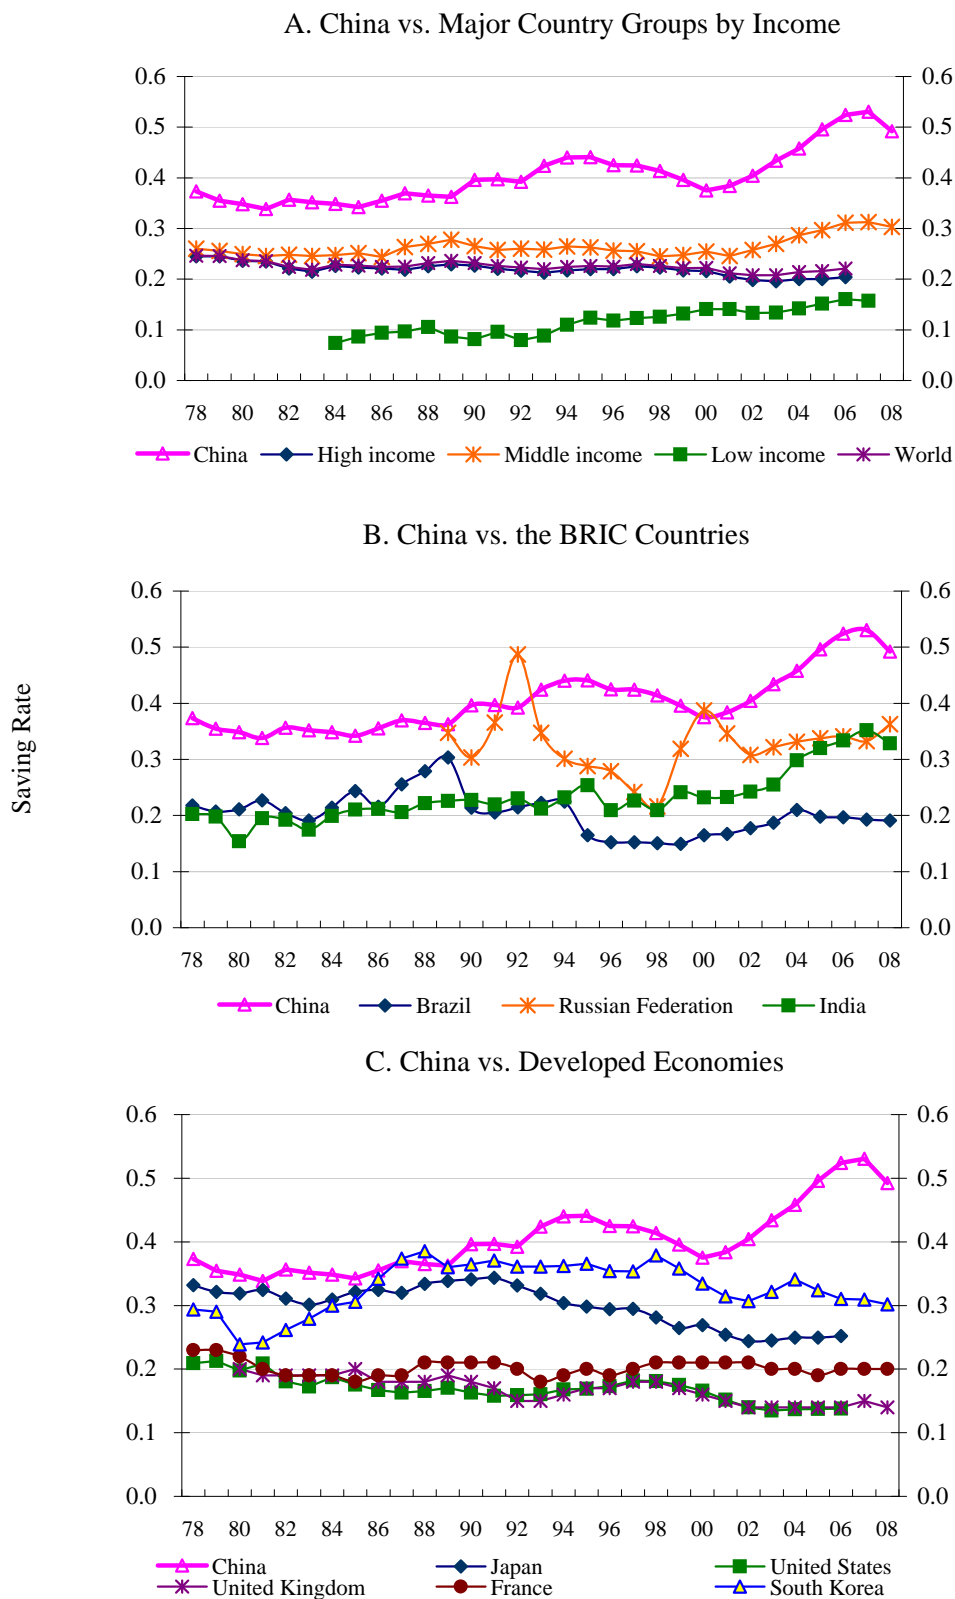 A. China vs. Major Country Groups by Income
0.6 0.6
0.5 0.5
0.4 0.4
0.3 0.3
0.2 0.2
0.1 0.1
0.0 0.0
78 80 82 84 86 88 90 92 94 96 98 00 02 04 06 08
China High income Middle income Low income World
B. China vs. the BRIC Countries
0.6 0.6
0.5 0.5
0.4 0.4
0.3 0.3
0.2 0.2
0.1 0.1
0.0 0.0
Saving Rate
78 80 82 84 86 88 90 92 94 96 98 00 02 04 06 08
China Brazil Russian Federation India
C. China vs. Developed Economies
0.6 0.6
0.5 0.5
0.4 0.4
0.3 0.3
0.2 0.2
0.1 0.1
0.0 0.0
78 80 82 84 86 88 90 92 94 96 98 00 02 04 06 08
China Japan United States
United Kingdom France South Korea